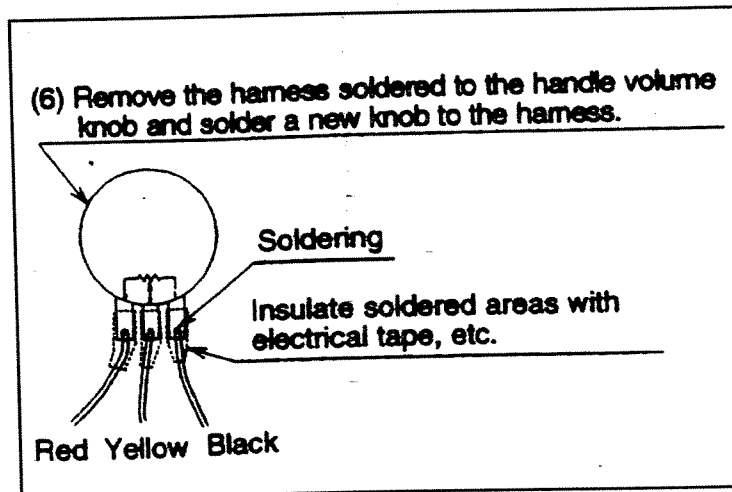 (6) Remove the harness soldered to the handle volume
knob and solder a new knob to the harness.
Soldering
Insulate soldered areas with
electrical tape, etc.
Red Yellow Black